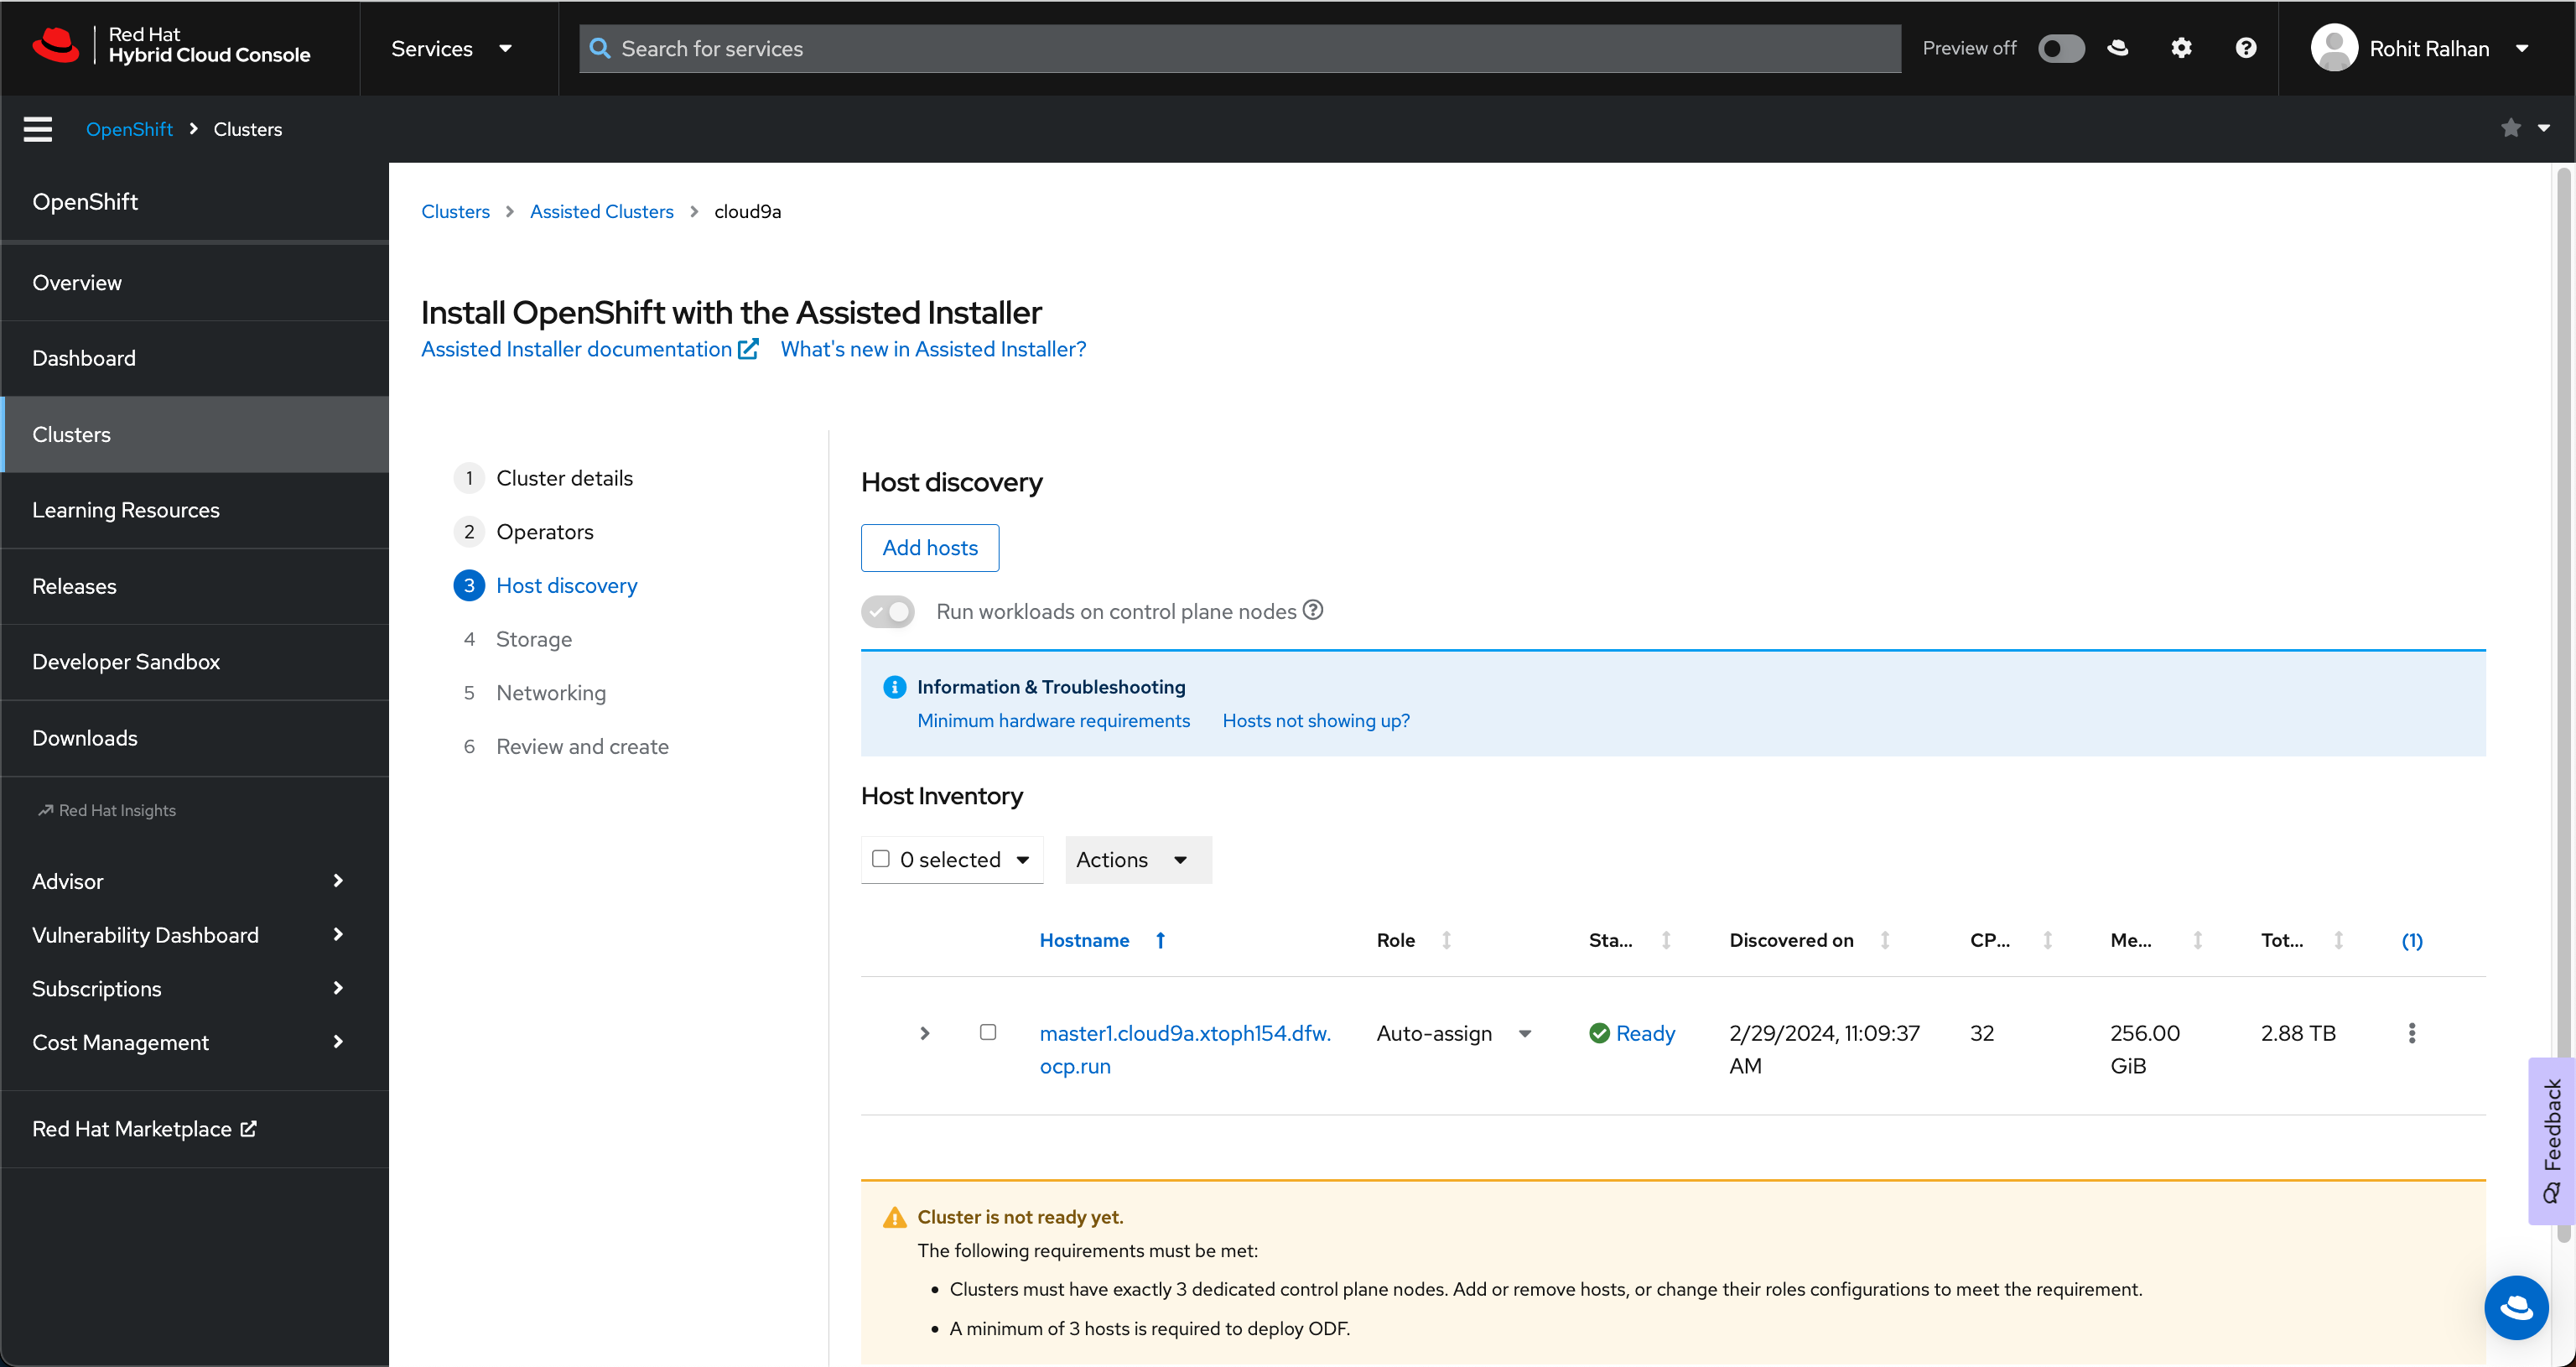 Red Hat
Hybrid Cloud Console
Services
Search for services
Preview off
Rohit Ralhan
OpenShift
Clusters
OpenShift
Overview
Dashboard
Clusters
Learning Resources
Releases
Developer Sandbox
Downloads
Red Hat Insights
Advisor
Vulnerability Dashboard
Subscriptions
Cost Management
Red Hat Marketplace
Clusters
Assisted Clusters
cloud9a
Install OpenShift with the Assisted Installer
Assisted Installer documentation What's new in Assisted Installer?
1 Cluster details
2 Operators
3 Host discovery
4 Storage
5 Networking
6 Review and create
Host discovery
Add hosts
Run workloads on control plane nodes
Information & Troubleshooting
Minimum hardware requirements Hosts not showing up?
Host Inventory
0 selected Actions
Hostname Role Sta... Discovered on CP... Me... Tot... (1)
master1.cloud9a.xtoph154.dfw. Auto-assign Ready 2/29/2024, 11:09:37 32 256.00 2.88 TB
ocp.run AM GiB
Cluster is not ready yet.
The following requirements must be met:
• Clusters must have exactly 3 dedicated control plane nodes. Add or remove hosts, or change their roles configurations to meet the requirement.
• A minimum of 3 hosts is required to deploy ODF.
Feedback